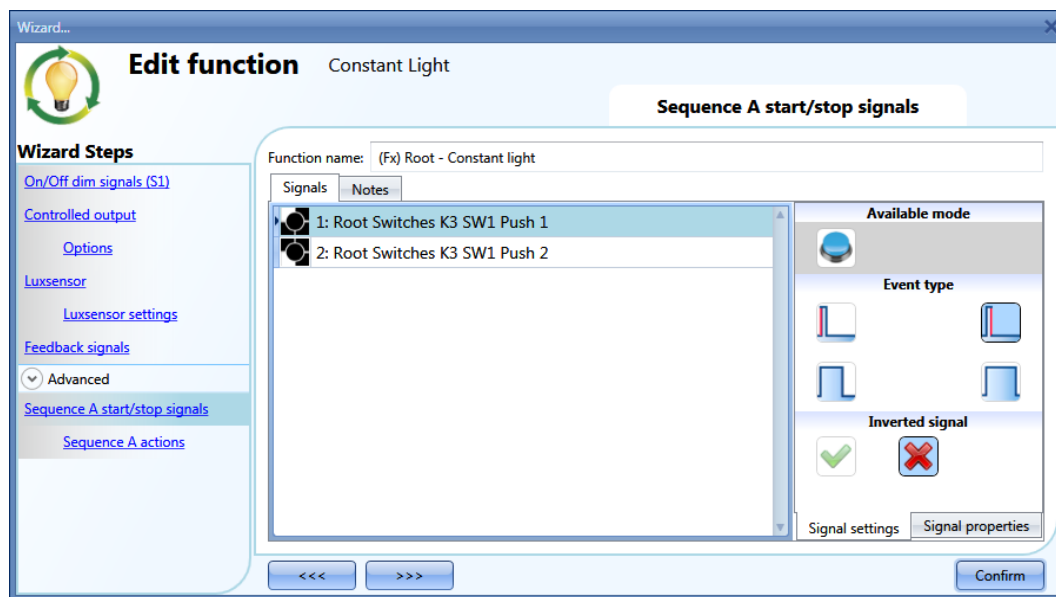 Wizard...
Edit function Constant Light
Sequence A start/stop signals
Wizard Steps
On/Off dim signals (S1)
Controlled output
Options
Luxsensor
Luxsensor settings
Feedback signals
Advanced
Sequence A start/stop signals
Sequence A actions
Function name: (Fx) Root - Constant light
Signals Notes
1: Root Switches K3 SW1 Push 1
2: Root Switches K3 SW1 Push 2
Available mode
Event type
Inverted signal
Signal settings Signal properties
<<< >>> Confirm